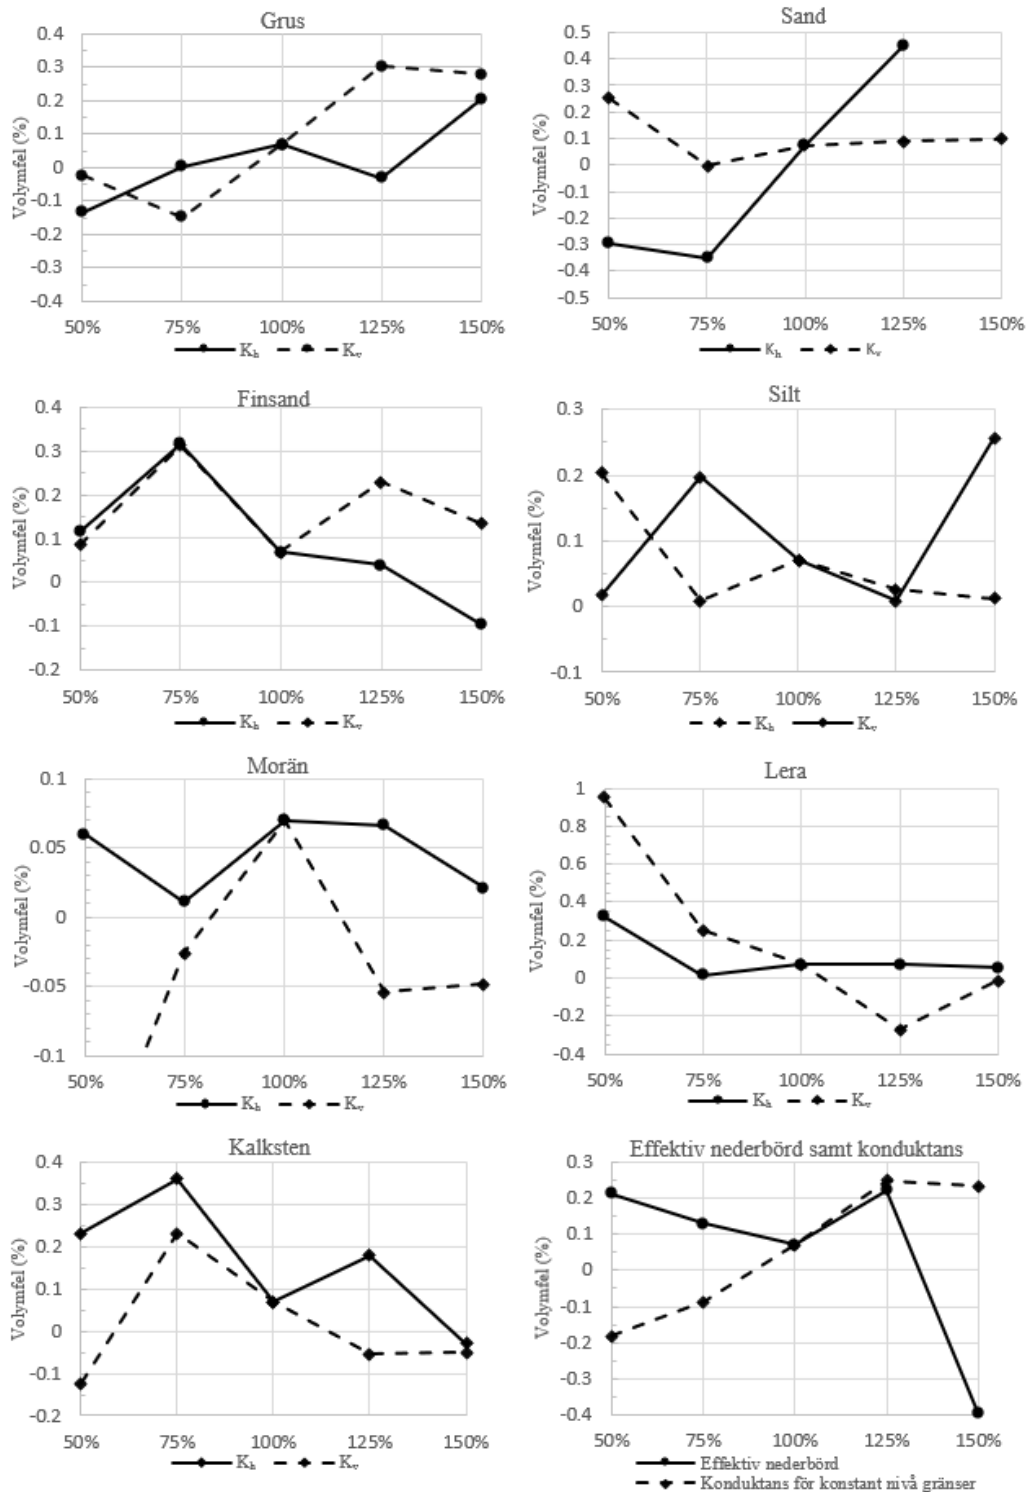 Grus
Volymfel (%)
0.4
0.3
0.2
0.1
0
-0.1
-0.2
-0.3
-0.4
50% 75% 100% 125% 150%
Kh Kv
Sand
Volymfel (%)
0.5
0.4
0.3
0.2
0.1
0
-0.1
-0.2
-0.3
-0.4
-0.5
50% 75% 100% 125% 150%
Kh Kv
Finsand
Volymfel (%)
0.4
0.3
0.2
0.1
0
-0.1
-0.2
50% 75% 100% 125% 150%
Kh Kv
Silt
Volymfel (%)
0.3
0.2
0.1
0
-0.1
50% 75% 100% 125% 150%
Kh Kv
Morän
Volymfel (%)
0.1
0.05
0
-0.05
-0.1
50% 75% 100% 125% 150%
Kh Kv
Lera
Volymfel (%)
1
0.8
0.6
0.4
0.2
0
-0.2
-0.4
50% 75% 100% 125% 150%
Kh Kv
Kalksten
Volymfel (%)
0.4
0.3
0.2
0.1
0
-0.1
-0.2
50% 75% 100% 125% 150%
Kh Kv
Effektiv nederbörd samt konduktans
Volymfel (%)
0.3
0.2
0.1
0
-0.1
-0.2
-0.3
-0.4
50% 75% 100% 125% 150%
Effektiv nederbörd
Konduktans för konstant nivå gränser